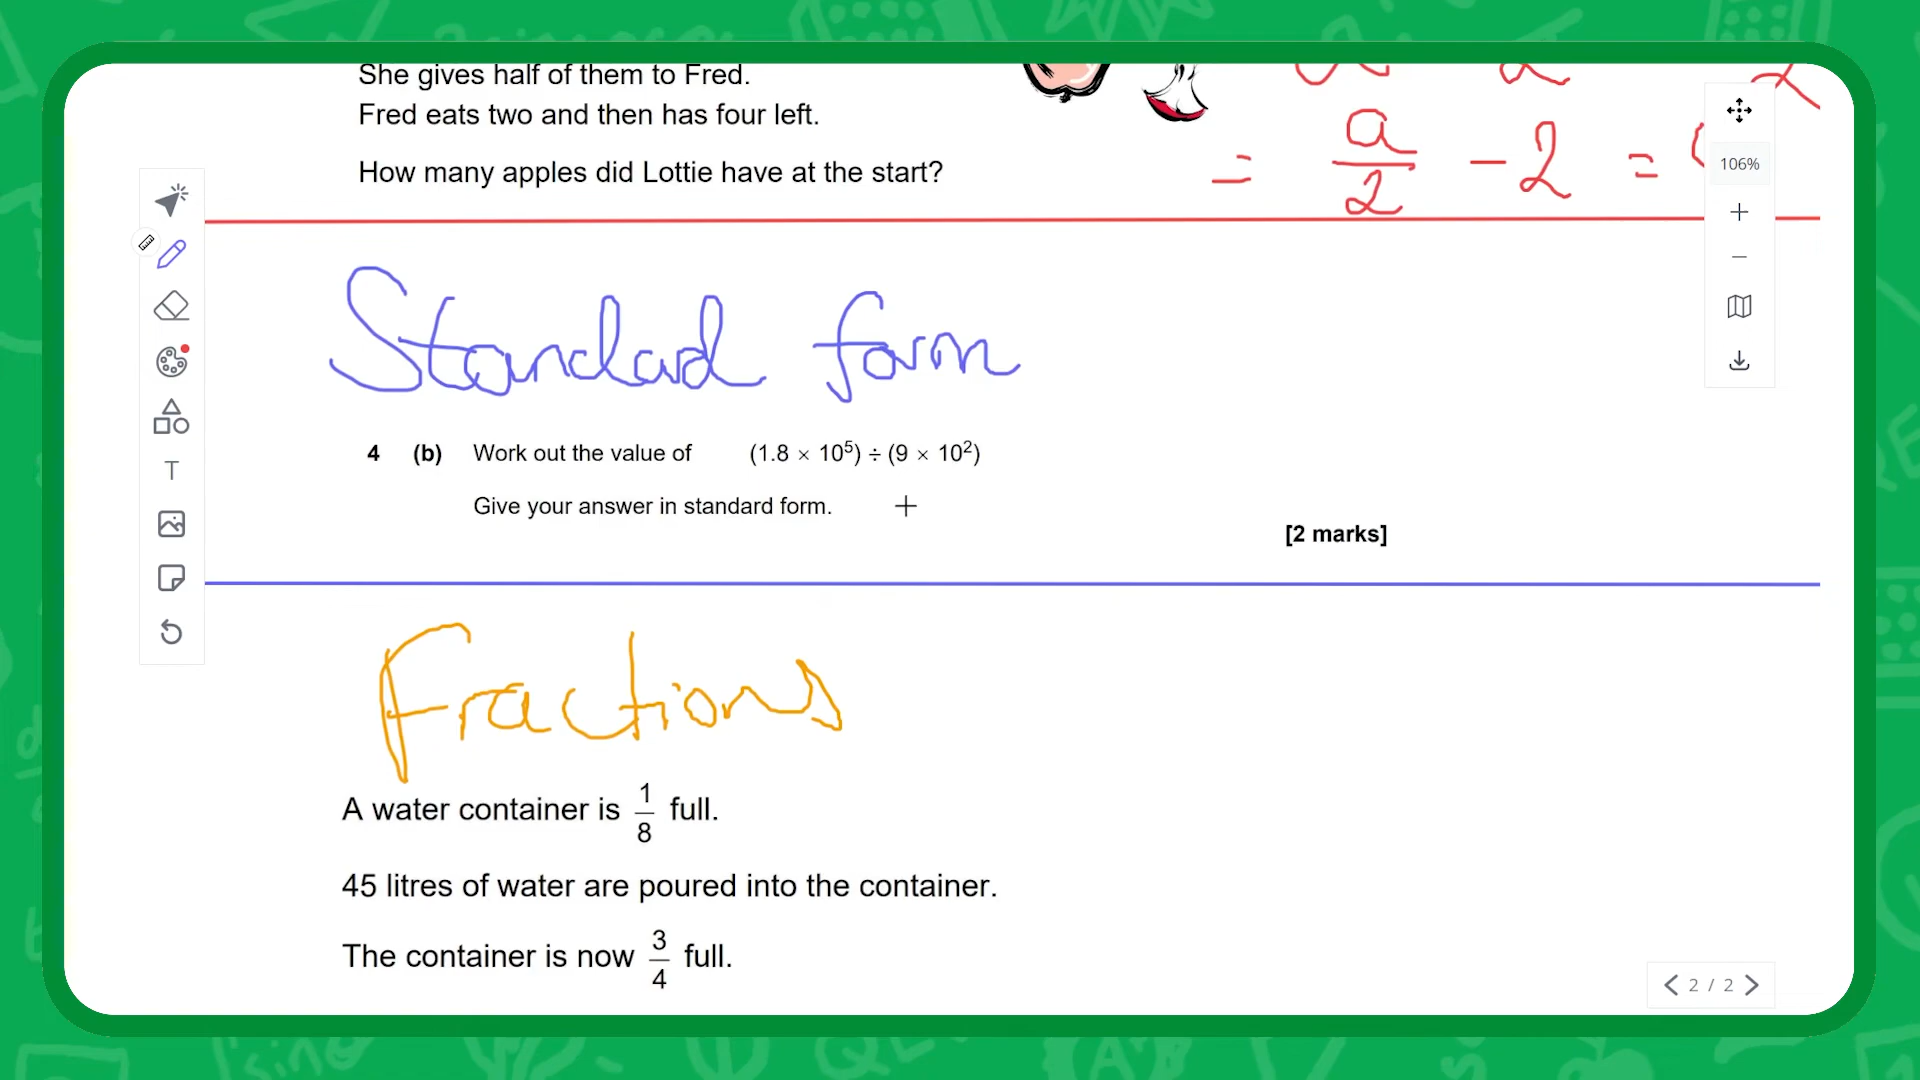 She gives half of them to Fred.
Fred eats two and then has four left.
How many apples did Lottie have at the start?
= a/2 - 2 =
106%
Standard form
4 (b) Work out the value of (1.8 × 10⁵) ÷ (9 × 10²)
Give your answer in standard form.
[2 marks]
T
Fractions
A water container is 1/8 full.
45 litres of water are poured into the container.
The container is now 3/4 full.
2 / 2